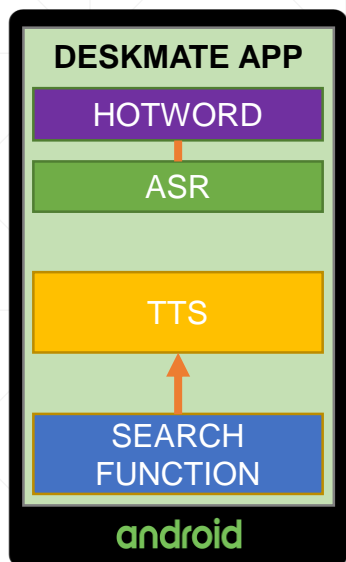 DESKMATE APP
HOTWORD
ASR
TTS
SEARCH
FUNCTION
android